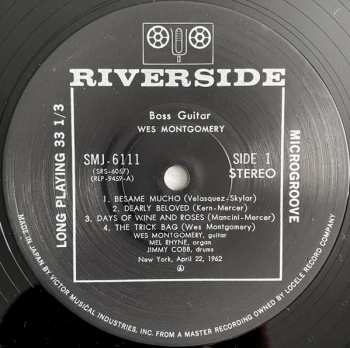 RIVERSIDE
Boss Guitar
WES MONTGOMERY
SMJ-6111
(SRS-6057)
(RLP-9459-A)
SIDE 1
STEREO
LONG PLAYING 33 1/3
MICROGROOVE
1. BESAME MUCHO (Velasquez-Skylar)
2. DEARLY BELOVED (Kern-Mercer)
3. DAYS OF WINE AND ROSES (Mancini-Mercer)
4. THE TRICK BAG (Wes Montgomery)
WES MONTGOMERY, guitar
MEL RHYNE, organ
JIMMY COBB, drums
New York, April 22, 1962
MADE IN JAPAN BY VICTOR MUSICAL INDUSTRIES, INC. FROM A MASTER RECORDING OWNED BY LOCELE RECORD COMPANY